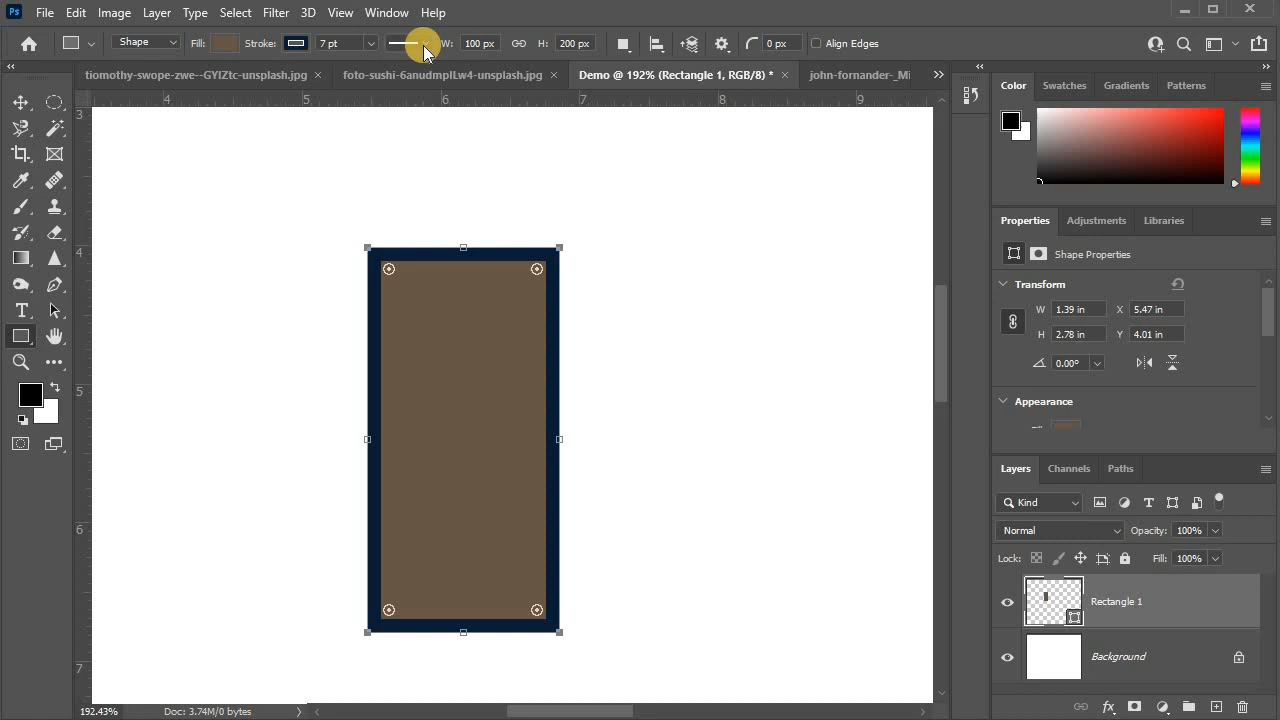 Ps File Edit Image Layer Type Select Filter 3D View Window Help
Shape Fill: Stroke: 7 pt W: 100 px H: 200 px 0 px Align Edges
tiomothy-swope-zwe--GYIZtc-unsplash.jpg × foto-sushi-6anudmpILw4-unsplash.jpg × Demo @ 192% (Rectangle 1, RGB/8) * × john-fornander-_Mi
4 5 6 7 8 9
3
4
5
6
7
Color Swatches Gradients Patterns
Properties Adjustments Libraries
Shape Properties
Transform
W 1.39 in X 5.47 in
H 2.78 in Y 4.01 in
0.00°
Appearance
Layers Channels Paths
Kind
Normal Opacity: 100%
Lock: Fill: 100%
Rectangle 1
Background
192.43% Doc: 3.74M/0 bytes